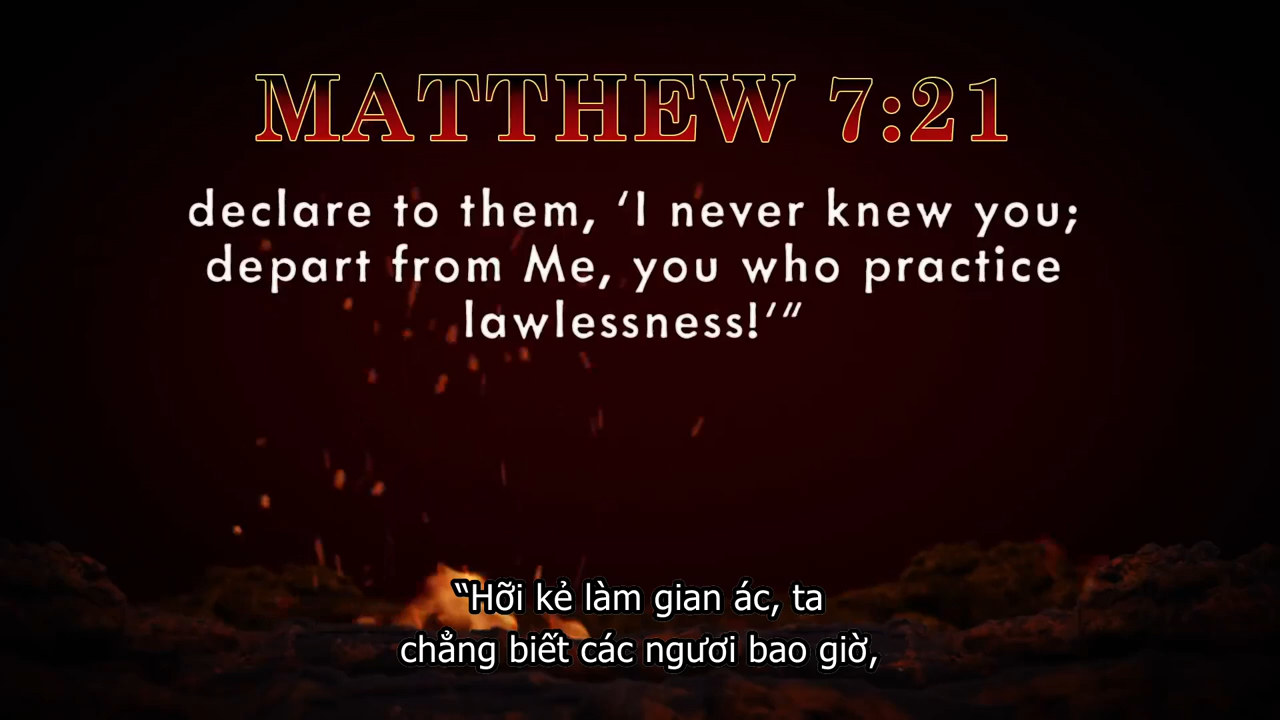 MATTHEW 7:21
declare to them, ‘I never knew you;
depart from Me, you who practice
lawlessness!’”
“Hỡi kẻ làm gian ác, ta
chẳng biết các ngươi bao giờ,